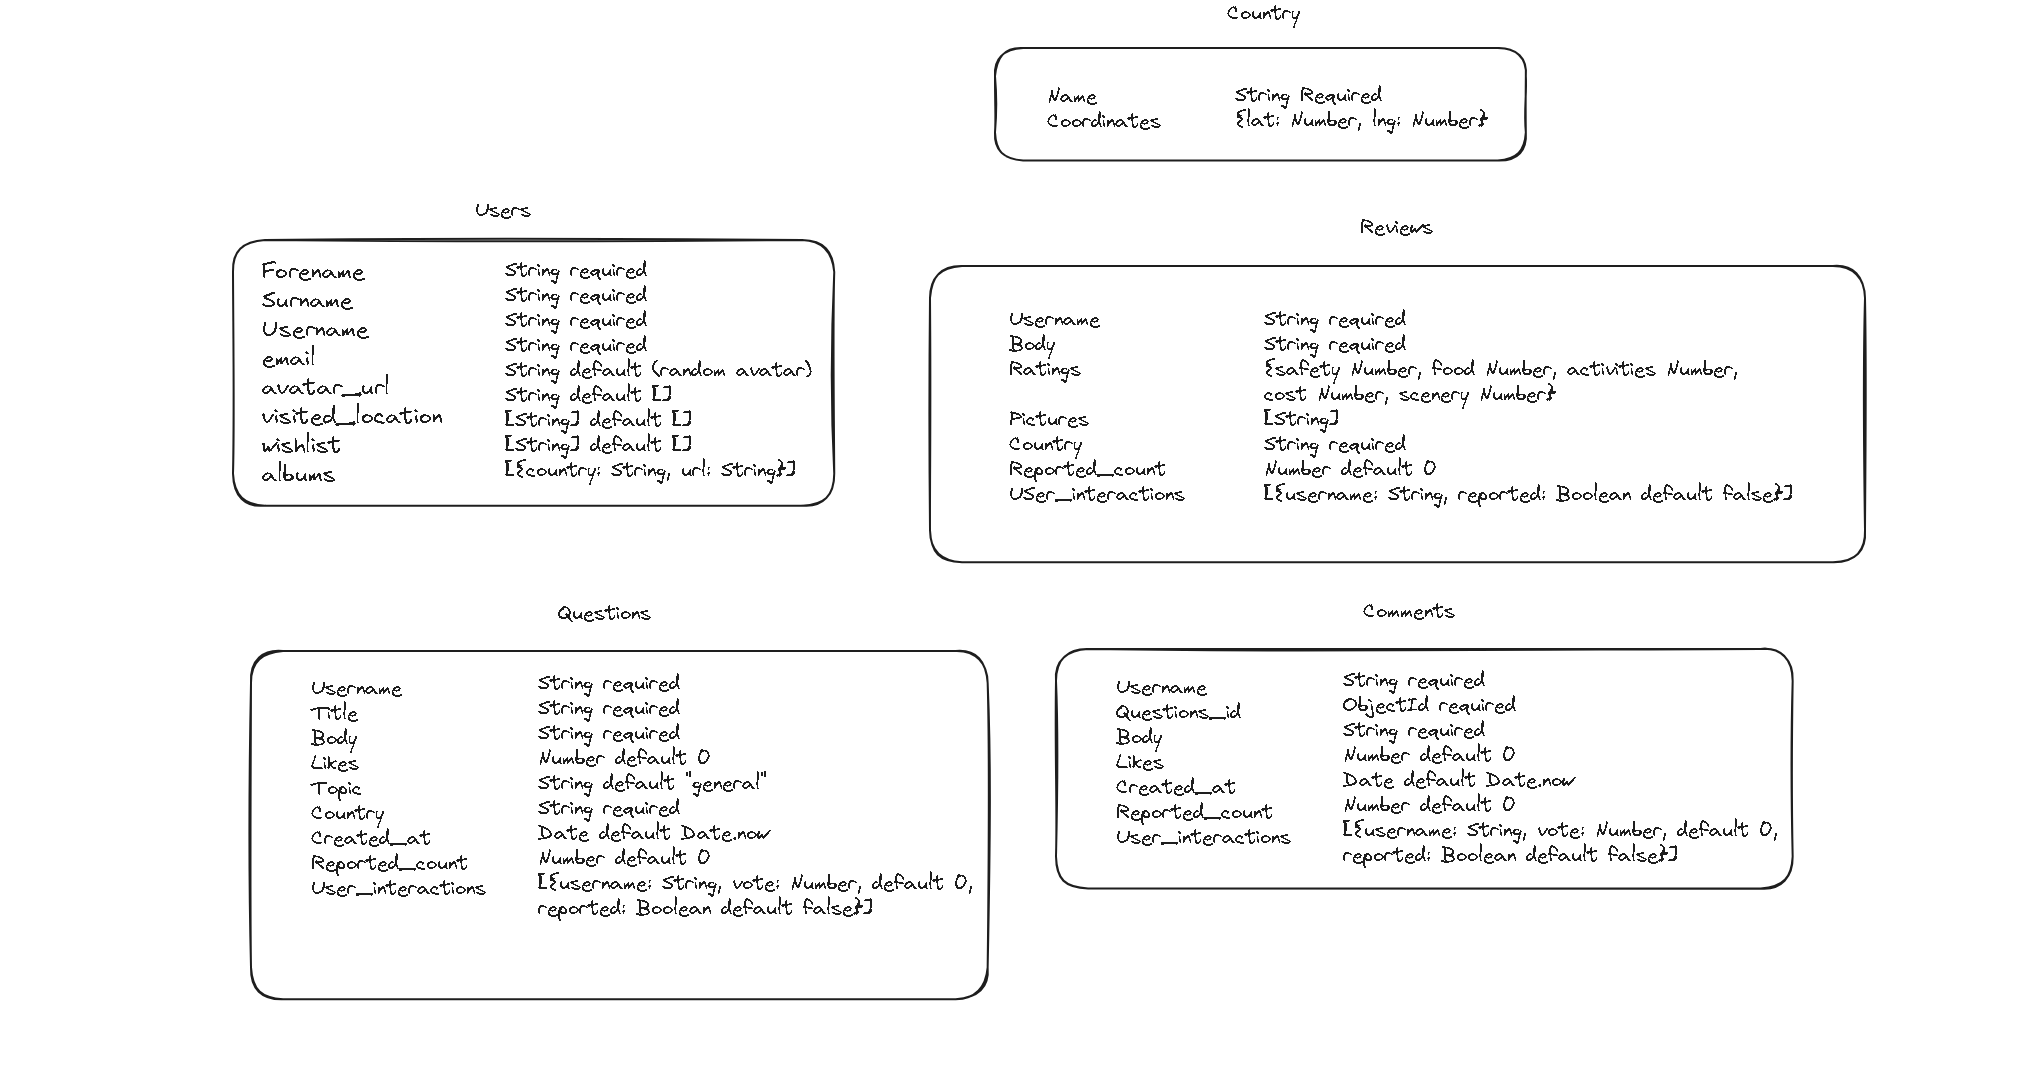 Country
Name String Required
Coordinates {lat: Number, lng: Number}
Users
Forename String required
Surname String required
Username String required
email String required
avatar_url String default (random avatar)
visited_location String default []
wishlist [String] default []
albums [String] default []
[{country: String, url: String}]
Reviews
Username String required
Body String required
Ratings {safety Number, food Number, activities Number,
cost Number, scenery Number}
Pictures [String]
Country String required
Reported_count Number default 0
USer_interactions [{username: String, reported: Boolean default false}]
Questions
Username String required
Title String required
Body String required
Likes Number default 0
Topic String default "general"
Country String required
Created_at Date default Date.now
Reported_count Number default 0
User_interactions [{username: String, vote: Number, default 0,
reported: Boolean default false}]
Comments
Username String required
Questions_id ObjectId required
Body String required
Likes Number default 0
Created_at Date default Date.now
Reported_count Number default 0
User_interactions [{username: String, vote: Number, default 0,
reported: Boolean default false}]